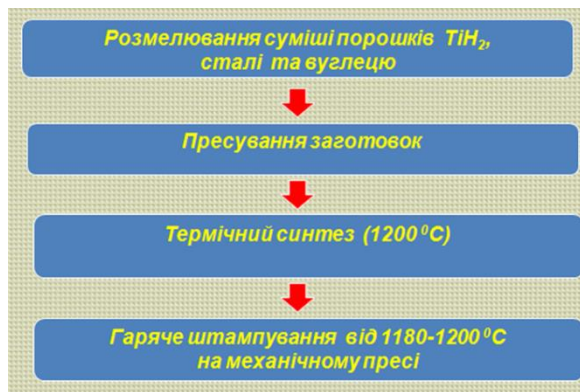 Розмелювання суміші порошків TiH₂,
сталі та вуглецю
Пресування заготовок
Термічний синтез (1200 ⁰С)
Гаряче штампування від 1180-1200 ⁰С
на механічному пресі